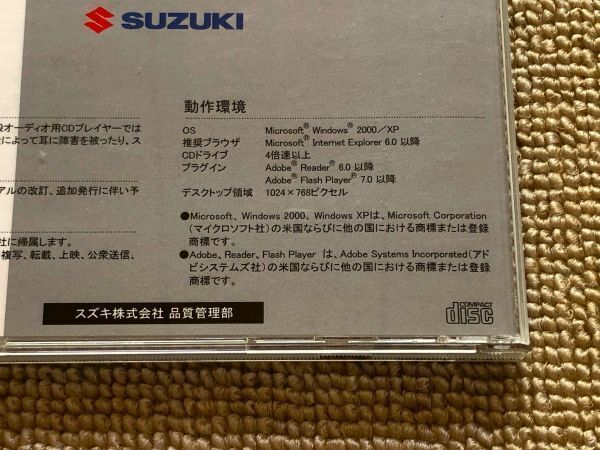 SUZUKI
段オーディオ用CDプレイヤーでは
によって耳に障害を被ったり、ス
アルの改訂、追加発行に伴い予
社に帰属します。
複写、転載、上映、公衆送信、
動作環境
OS Microsoft® Windows® 2000／XP
推奨ブラウザ Microsoft® Internet Explorer 6.0 以降
CDドライブ 4倍速以上
プラグイン Adobe® Reader® 6.0 以降
Adobe® Flash Player® 7.0 以降
デスクトップ領域 1024×768ピクセル
●Microsoft、Windows 2000、Windows XPは、Microsoft Corporation
(マイクロソフト社)の米国ならびに他の国における商標または登録
商標です。
●Adobe、Reader、Flash Player は、Adobe Systems Incorporated(アド
ビシステムズ社)の米国ならびに他の国における商標または登録
商標です。
スズキ株式会社 品質管理部
COMPACT
disc